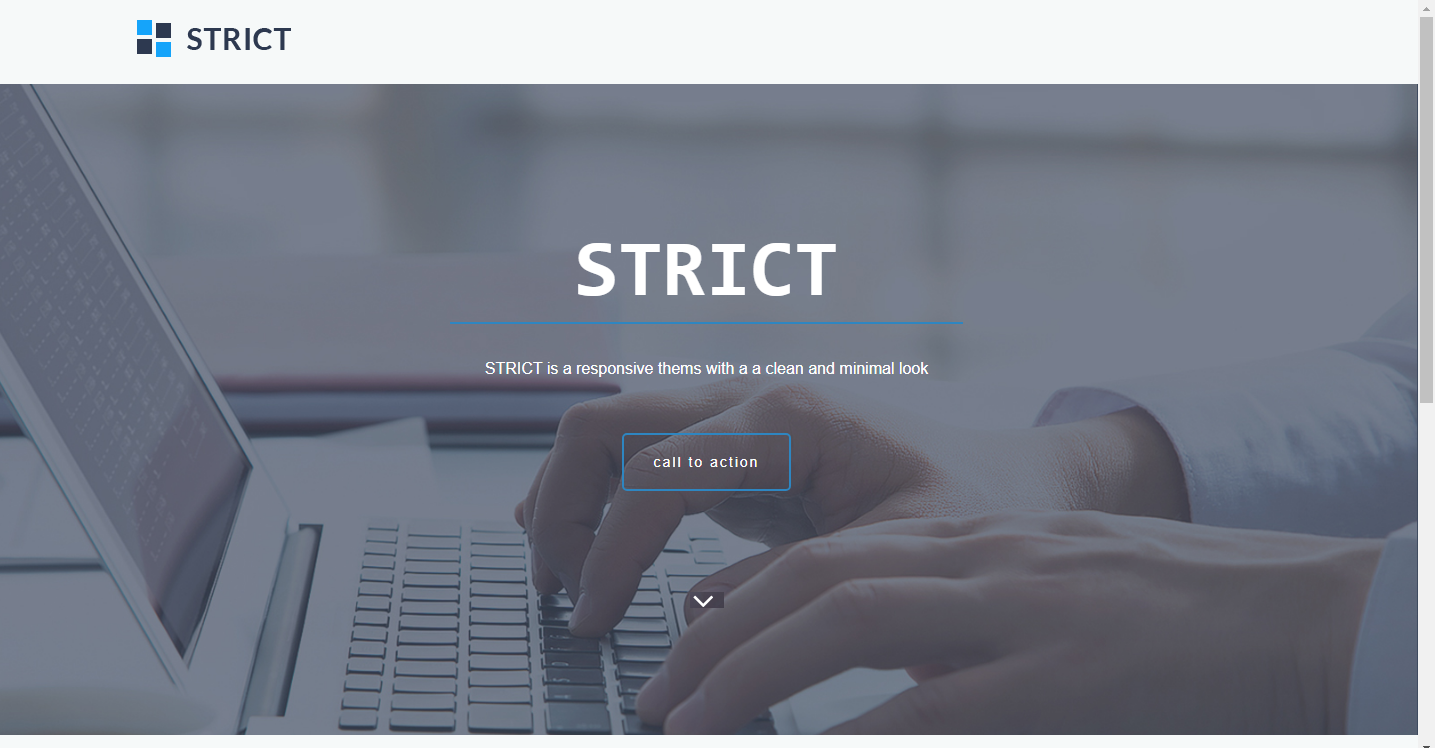 STRICT
STRICT
STRICT is a responsive thems with a a clean and minimal look
call to action